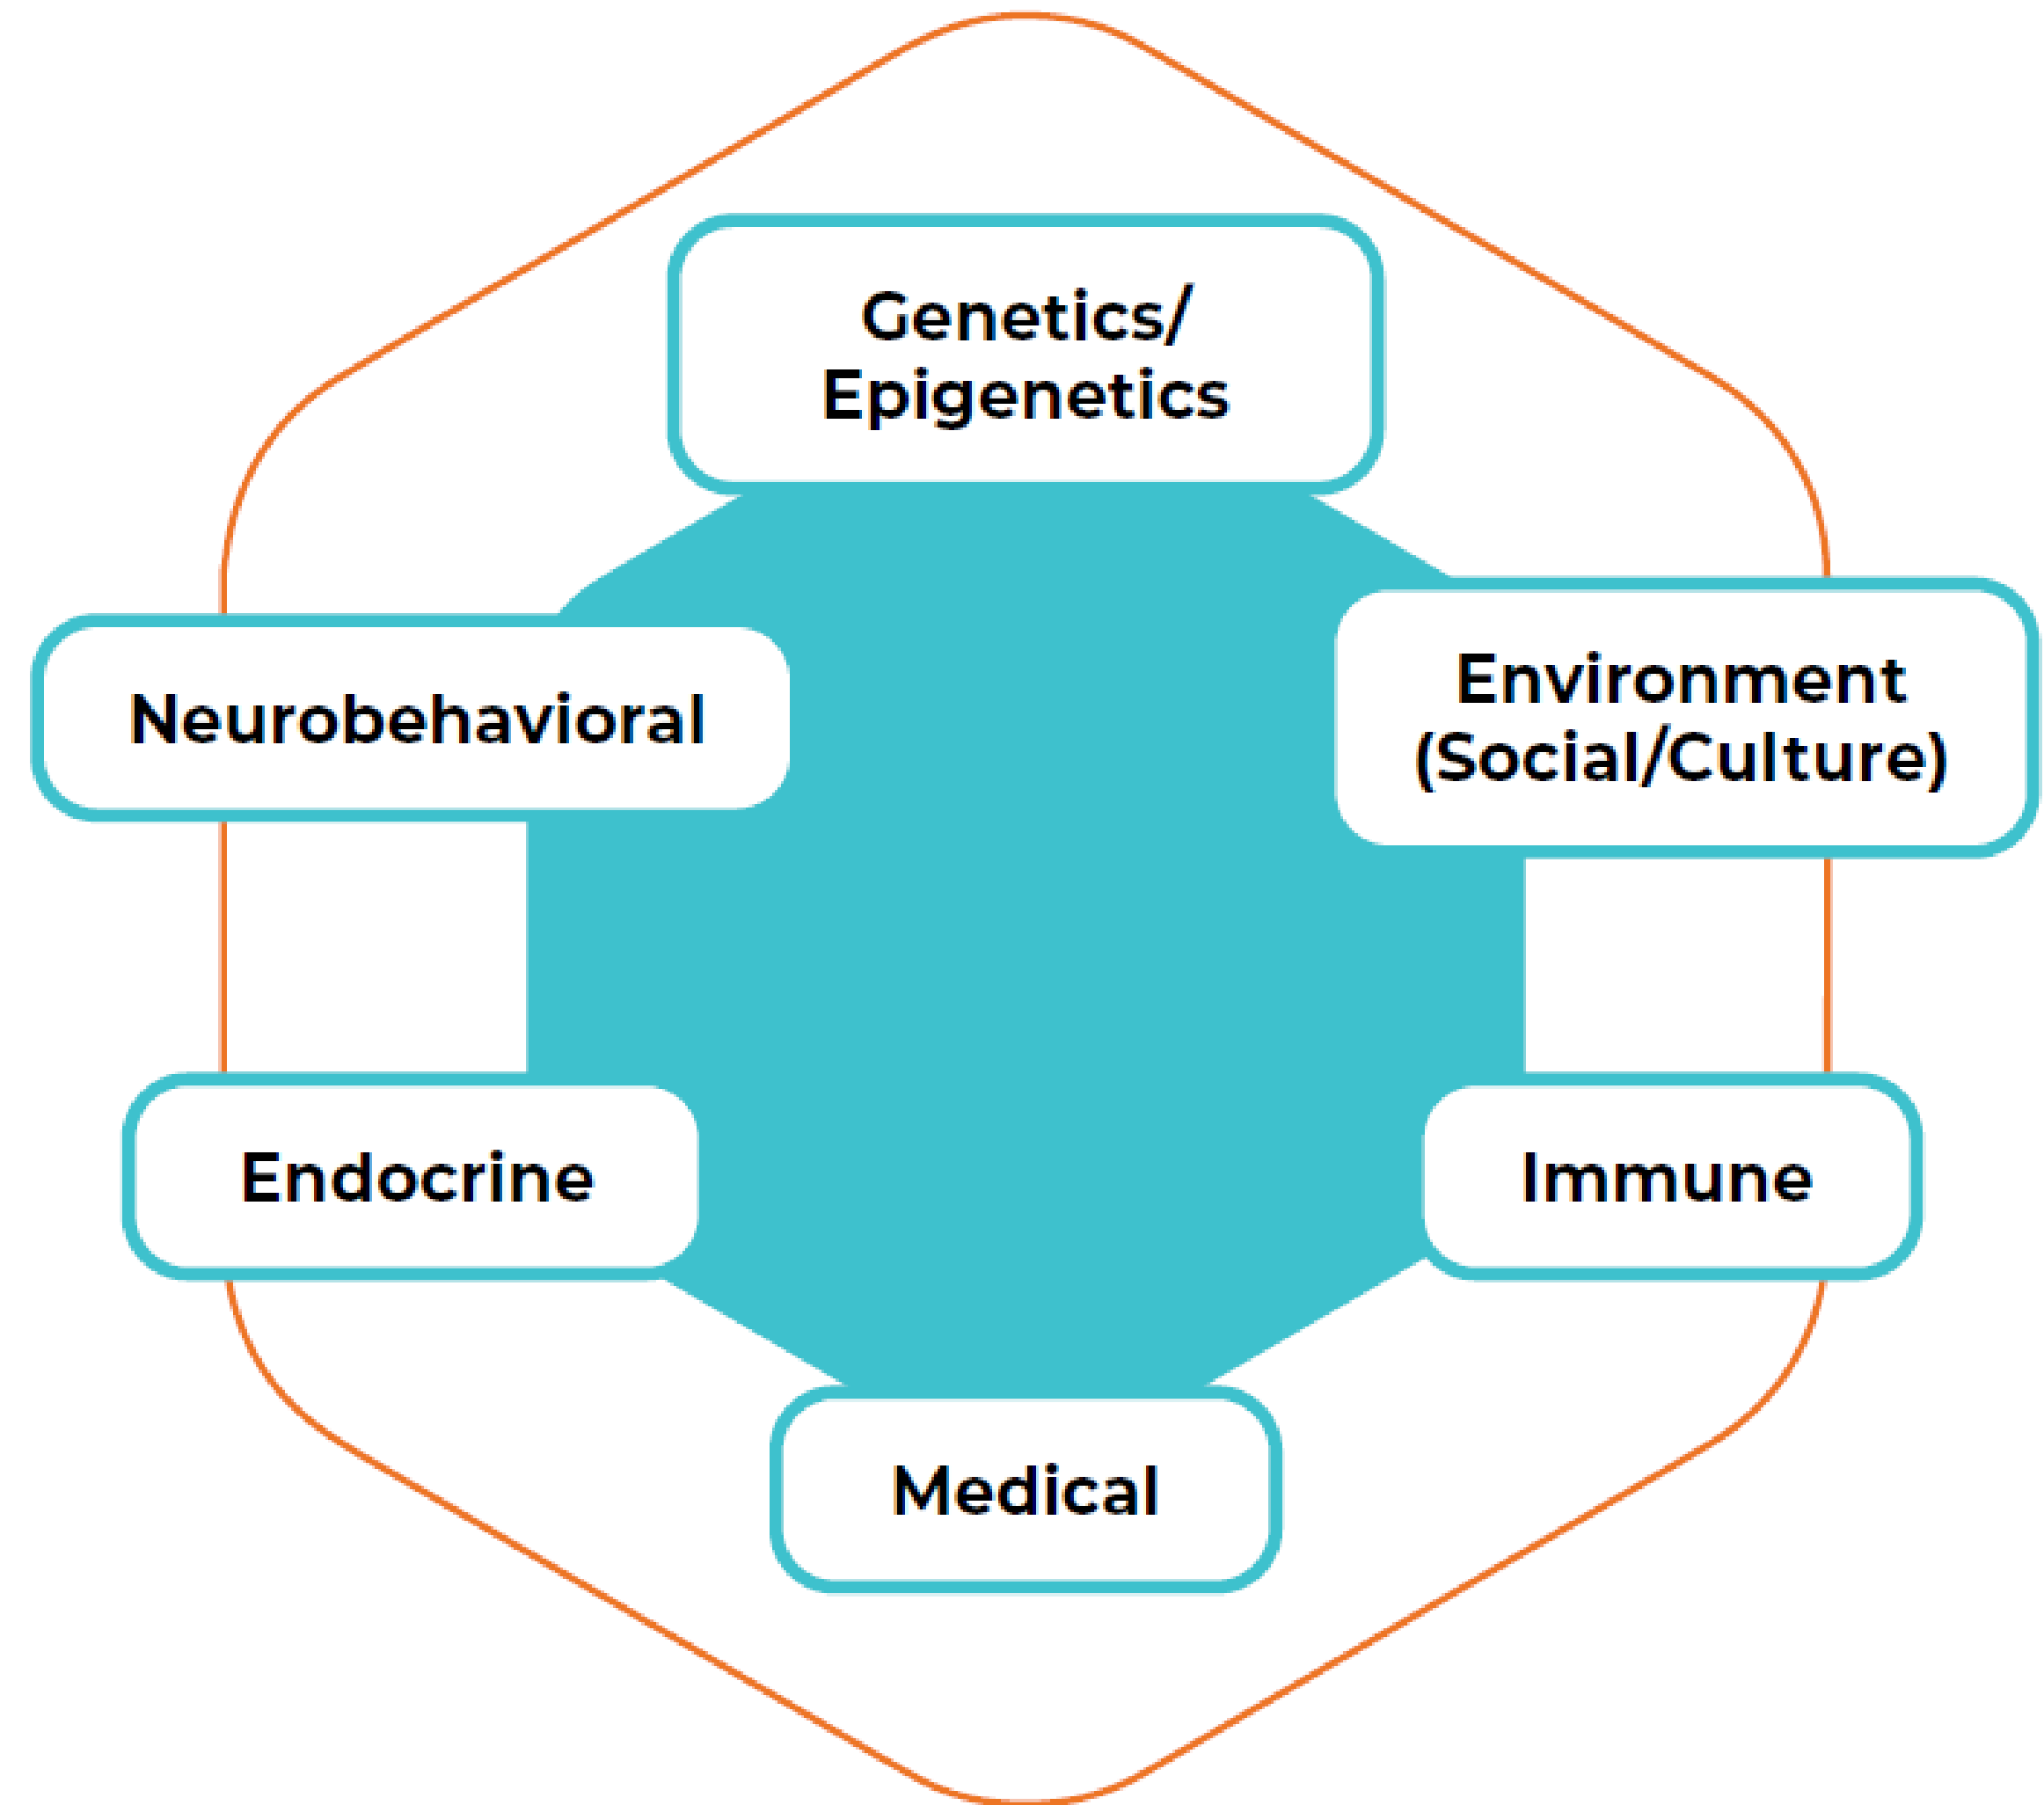 Genetics/
Epigenetics
Neurobehavioral
Environment
(Social/Culture)
Endocrine
Immune
Medical